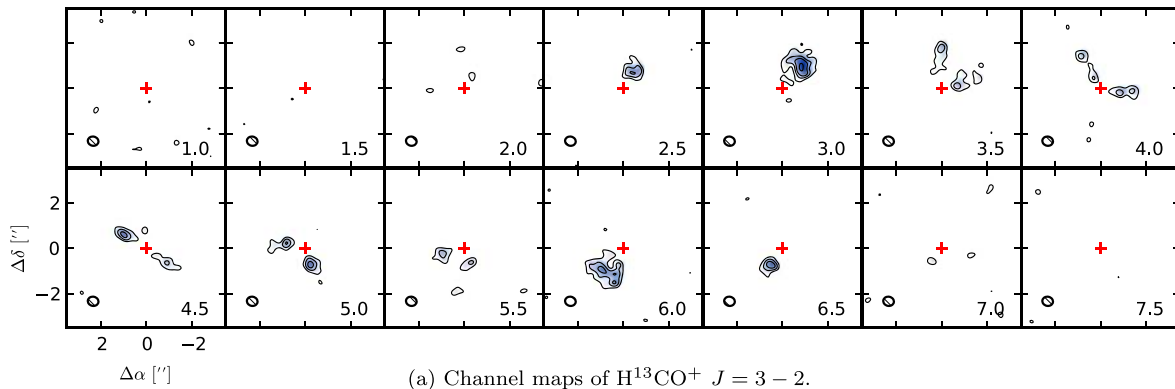 1.0 1.5 2.0 2.5 3.0 3.5 4.0
2
0
−2
Δδ [′′]
4.5 5.0 5.5 6.0 6.5 7.0 7.5
2 0 −2
Δα [′′]
(a) Channel maps of H¹³CO⁺ J = 3 − 2.